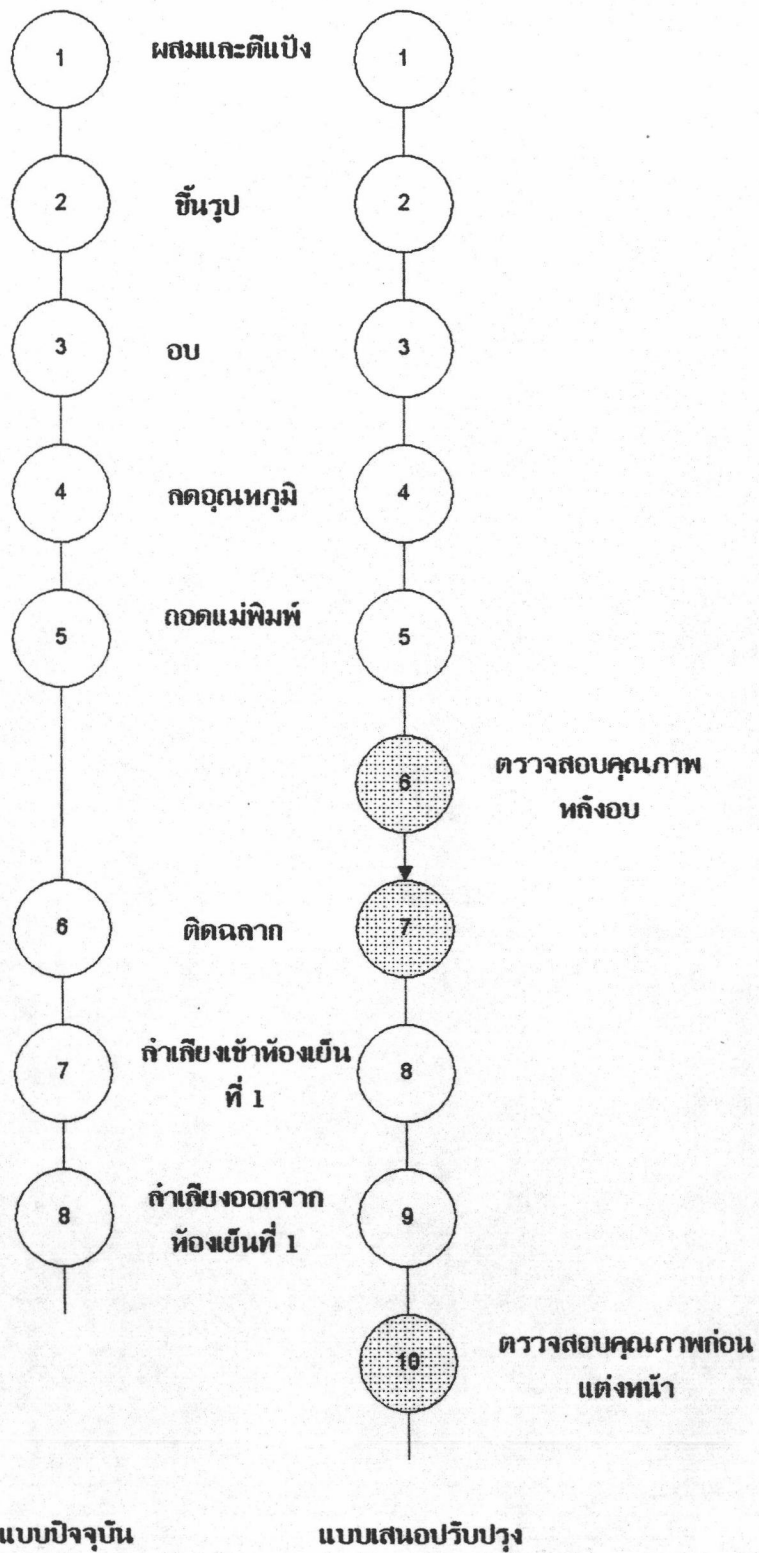 1 ผสมและตีแป้ง 1
2 ขึ้นรูป 2
3 อบ 3
4 ลดอุณหภูมิ 4
5 ถอดแม่พิมพ์ 5
6 ตรวจสอบคุณภาพ
หลังอบ
6 ติดฉลาก 7
7 ลำเลียงเข้าห้องเย็น
ที่ 1 8
8 ลำเลียงออกจาก
ห้องเย็นที่ 1 9
10 ตรวจสอบคุณภาพก่อน
แต่งหน้า
แบบปัจจุบัน แบบเสนอปรับปรุง